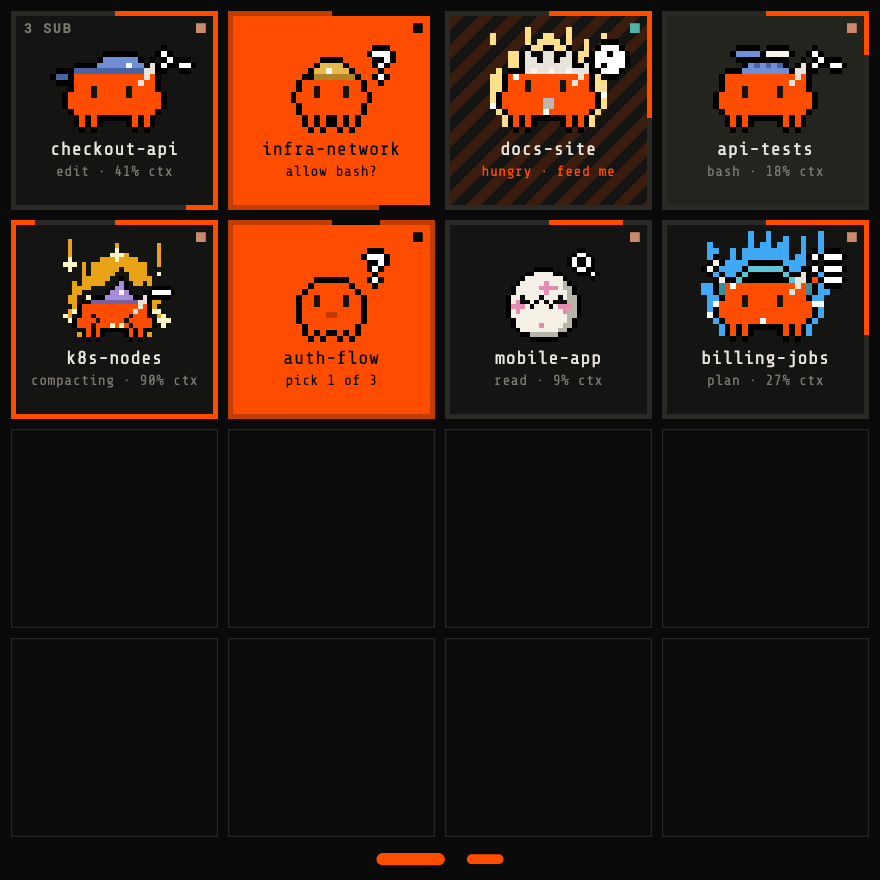 3 SUB
checkout-api
edit · 41% ctx
infra-network
allow bash?
docs-site
hungry · feed me
api-tests
bash · 18% ctx
k8s-nodes
compacting · 90% ctx
auth-flow
pick 1 of 3
mobile-app
read · 9% ctx
billing-jobs
plan · 27% ctx